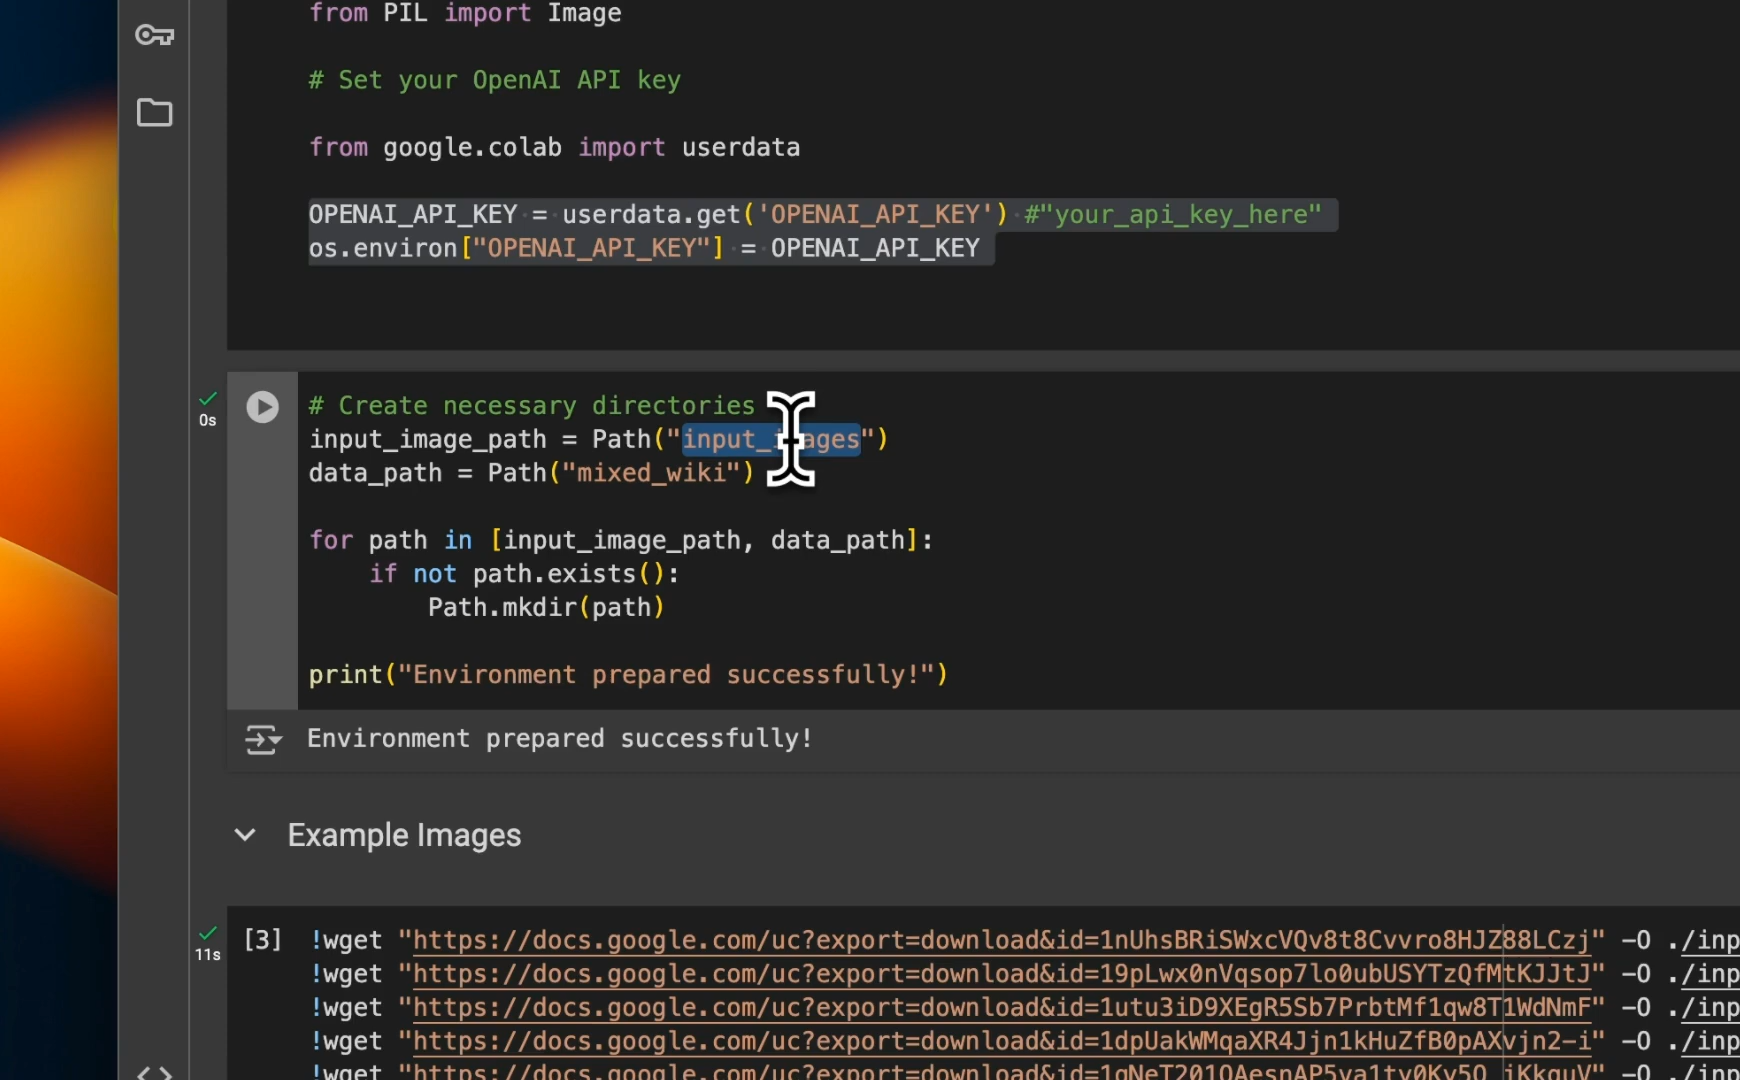 from PIL import Image
# Set your OpenAI API key
from google.colab import userdata
OPENAI_API_KEY = userdata.get('OPENAI_API_KEY') #"your_api_key_here"
os.environ["OPENAI_API_KEY"] = OPENAI_API_KEY
0s
# Create necessary directories
input_image_path = Path("input_images")
data_path = Path("mixed_wiki")
for path in [input_image_path, data_path]:
    if not path.exists():
        Path.mkdir(path)
print("Environment prepared successfully!")
Environment prepared successfully!
Example Images
11s
[3] !wget "https://docs.google.com/uc?export=download&id=1nUhsBRiSWxcVQv8t8Cvvro8HJZ88LCzj" -O ./inp
!wget "https://docs.google.com/uc?export=download&id=19pLwx0nVqsop7lo0ubUSYTzQfMtKJJtJ" -O ./inp
!wget "https://docs.google.com/uc?export=download&id=1utu3iD9XEgR5Sb7PrbtMf1qw8T1WdNmF" -O ./inp
!wget "https://docs.google.com/uc?export=download&id=1dpUakWMqaXR4Jjn1kHuZfB0pAXvjn2-i" -O ./inp
!wget